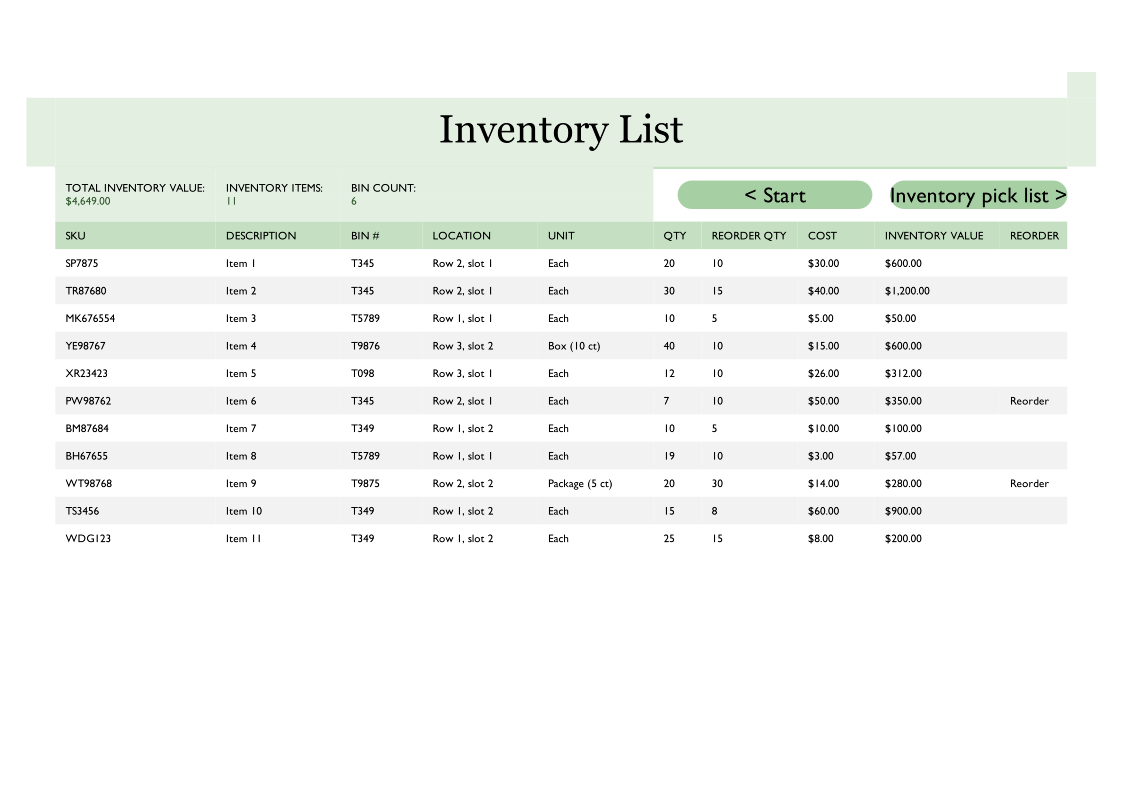 Inventory List
TOTAL INVENTORY VALUE: INVENTORY ITEMS: BIN COUNT:
$4,649.00 11 6
< Start Inventory pick list >
SKU DESCRIPTION BIN # LOCATION UNIT QTY REORDER QTY COST INVENTORY VALUE REORDER
SP7875 Item 1 T345 Row 2, slot 1 Each 20 10 $30.00 $600.00
TR87680 Item 2 T345 Row 2, slot 1 Each 30 15 $40.00 $1,200.00
MK676554 Item 3 T5789 Row 1, slot 1 Each 10 5 $5.00 $50.00
YE98767 Item 4 T9876 Row 3, slot 2 Box (10 ct) 40 10 $15.00 $600.00
XR23423 Item 5 T098 Row 3, slot 1 Each 12 10 $26.00 $312.00
PW98762 Item 6 T345 Row 2, slot 1 Each 7 10 $50.00 $350.00 Reorder
BM87684 Item 7 T349 Row 1, slot 2 Each 10 5 $10.00 $100.00
BH67655 Item 8 T5789 Row 1, slot 1 Each 19 10 $3.00 $57.00
WT98768 Item 9 T9875 Row 2, slot 2 Package (5 ct) 20 30 $14.00 $280.00 Reorder
TS3456 Item 10 T349 Row 1, slot 2 Each 15 8 $60.00 $900.00
WDG123 Item 11 T349 Row 1, slot 2 Each 25 15 $8.00 $200.00